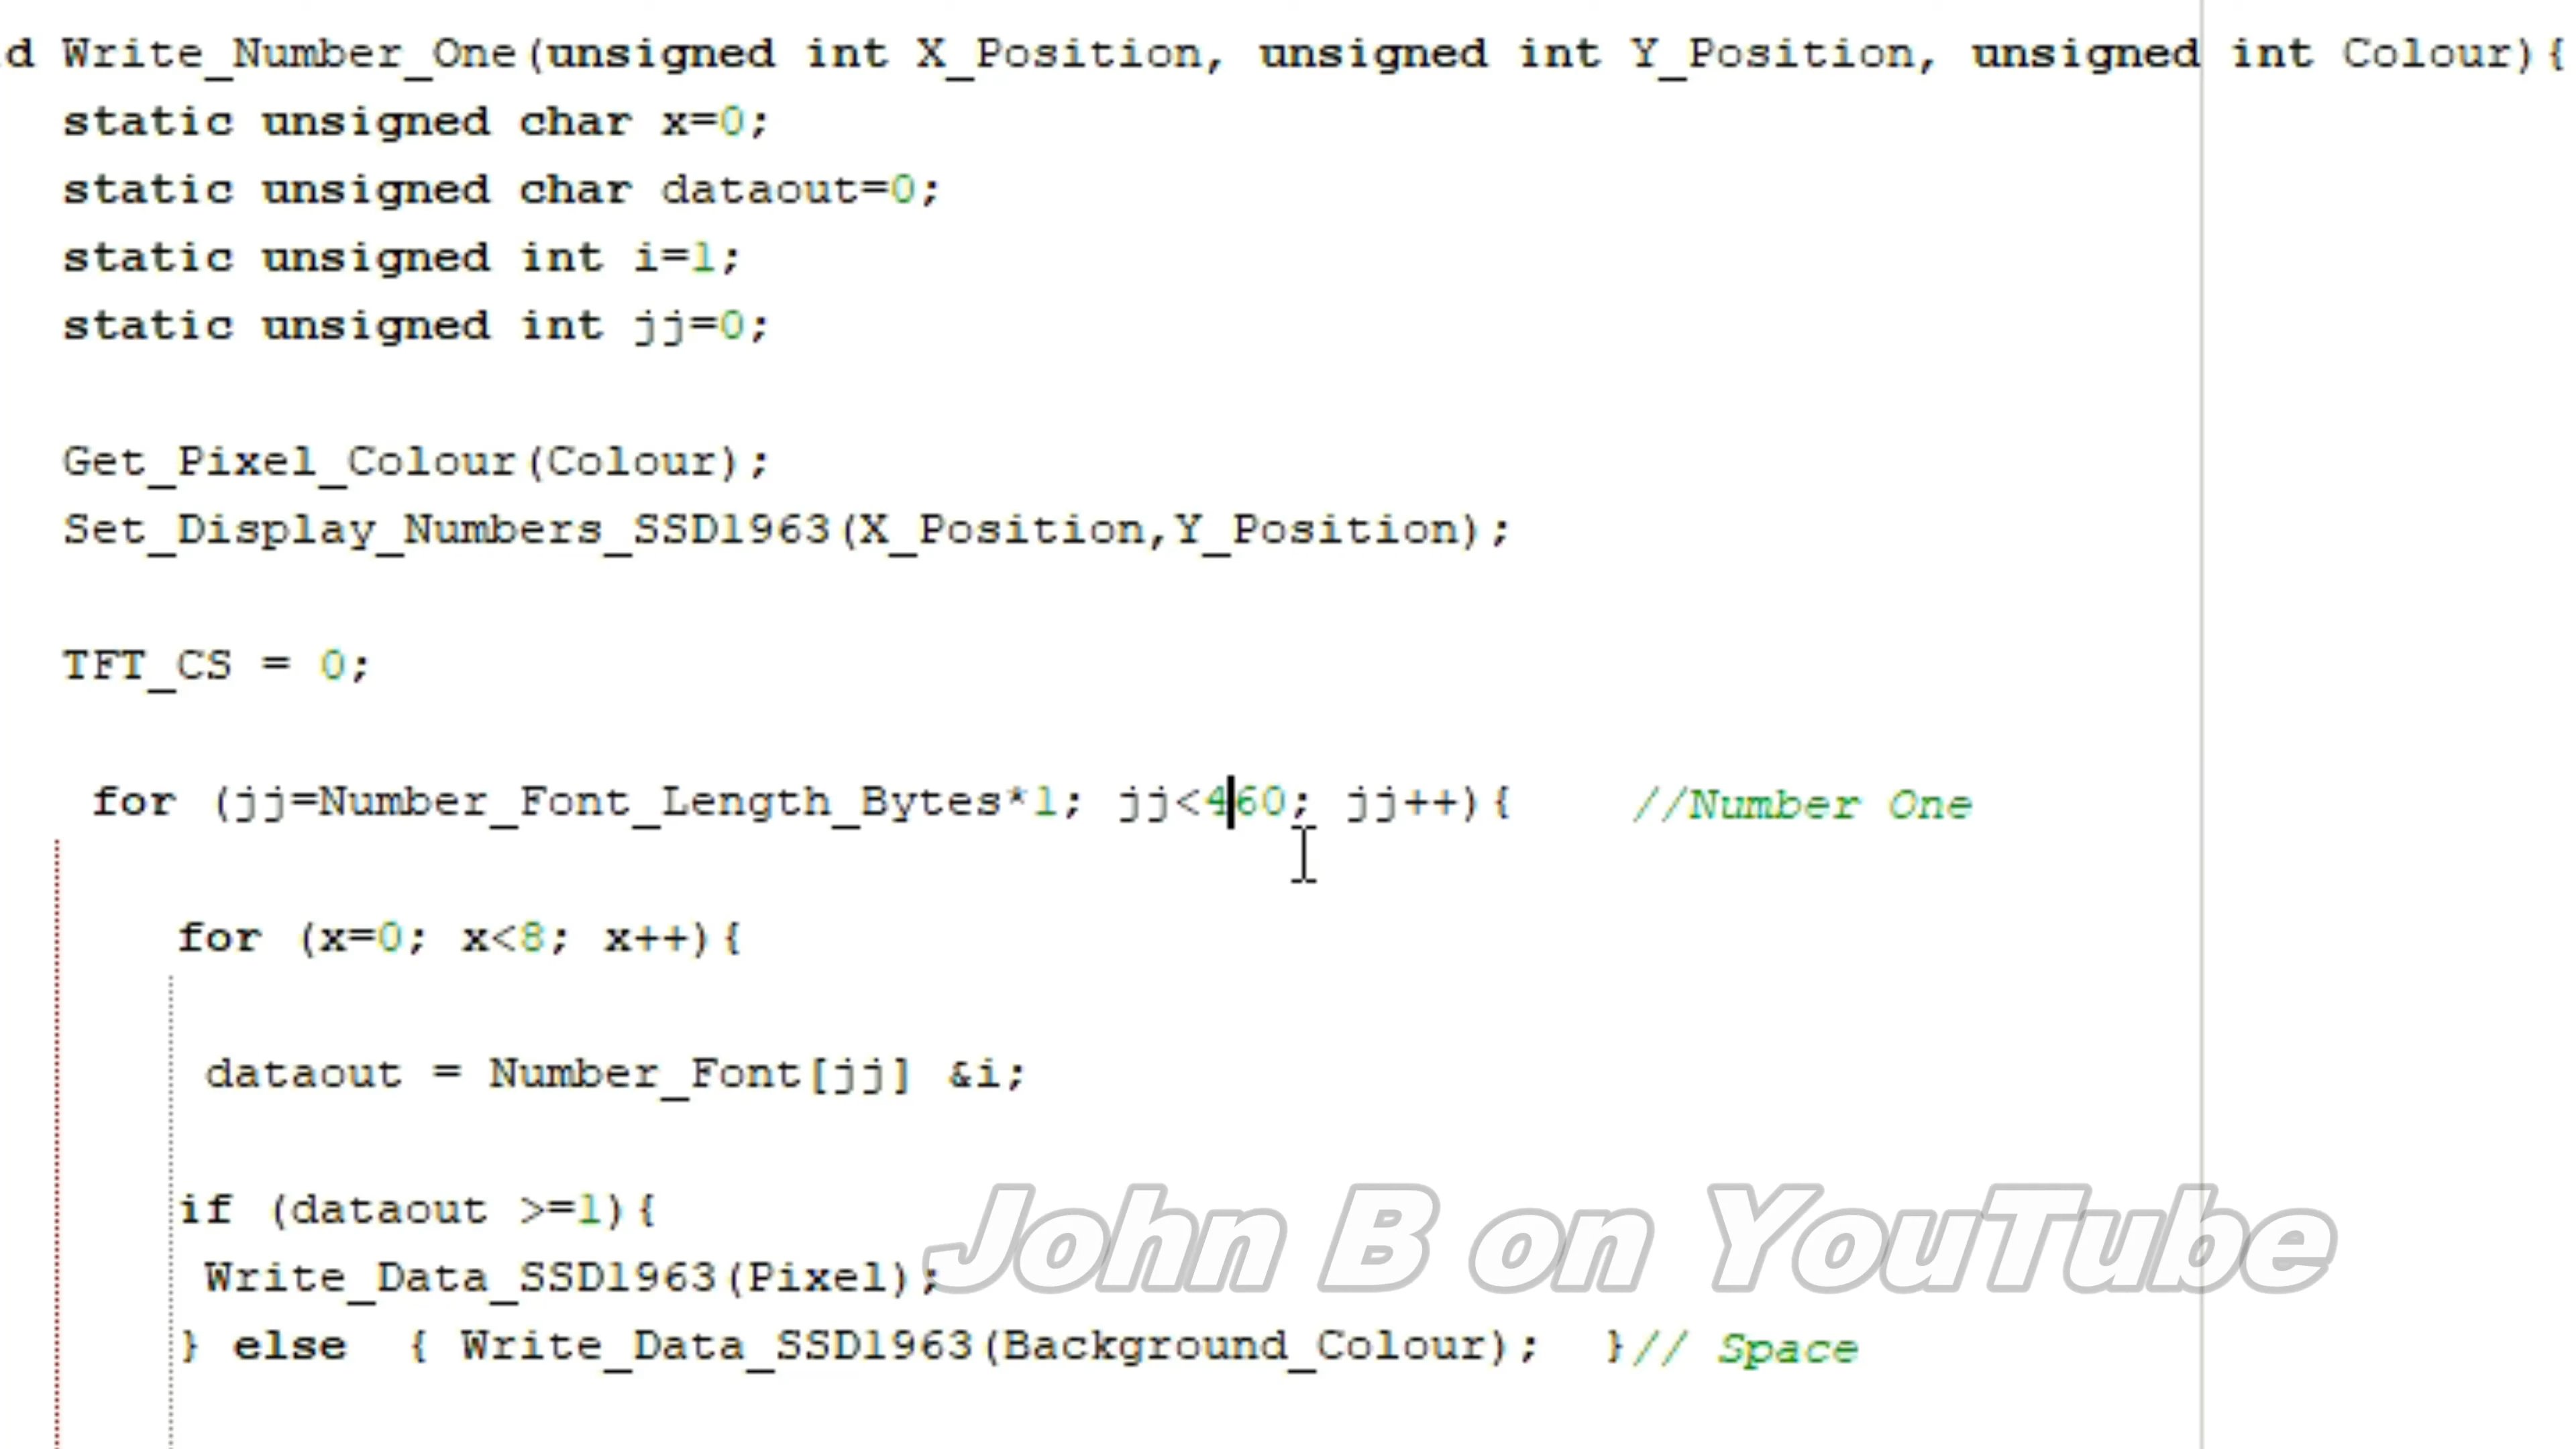 d Write_Number_One(unsigned int X_Position, unsigned int Y_Position, unsigned int Colour){
static unsigned char x=0;
static unsigned char dataout=0;
static unsigned int i=1;
static unsigned int jj=0;
Get_Pixel_Colour(Colour);
Set_Display_Numbers_SSD1963(X_Position,Y_Position);
TFT_CS = 0;
for (jj=Number_Font_Length_Bytes*1; jj<460; jj++){ //Number One
for (x=0; x<8; x++){
dataout = Number_Font[jj] &i;
if (dataout >=1){
Write_Data_SSD1963(Pixel);
} else { Write_Data_SSD1963(Background_Colour); }// Space
John B on YouTube